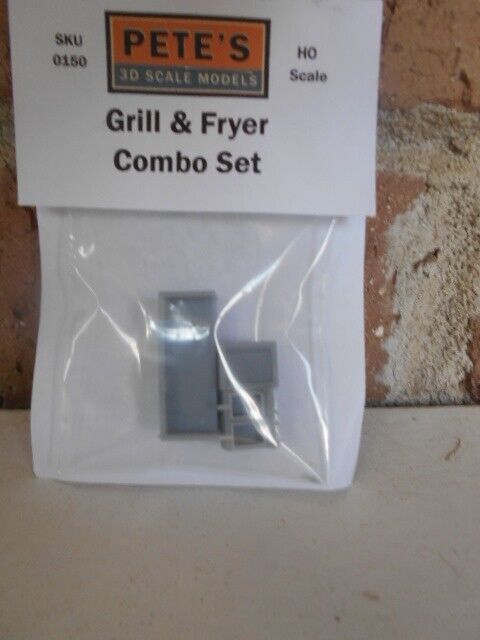 SKU
0150
PETE'S
3D SCALE MODELS
HO
Scale
Grill & Fryer
Combo Set